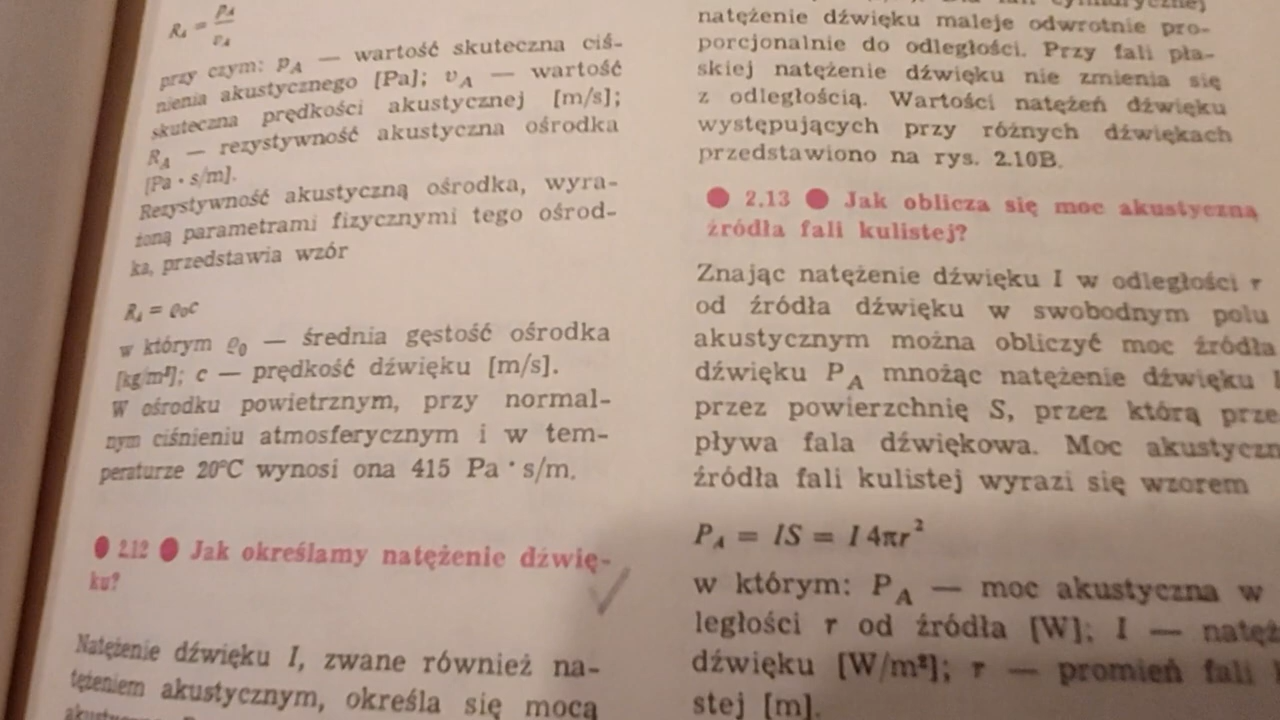 R_A = p_A / v_A
przy czym: p_A — wartość skuteczna ciś-
nienia akustycznego [Pa]; v_A — wartość
skuteczna prędkości akustycznej [m/s];
R_A — rezystywność akustyczna ośrodka
[Pa · s/m].
Rezystywność akustyczną ośrodka, wyra-
żoną parametrami fizycznymi tego ośrod-
ka, przedstawia wzór
R_A = ϱ₀c
w którym ϱ₀ — średnia gęstość ośrodka
[kg/m³]; c — prędkość dźwięku [m/s].
W ośrodku powietrznym, przy normal-
nym ciśnieniu atmosferycznym i w tem-
peraturze 20°C wynosi ona 415 Pa · s/m.
● 2.12 ● Jak określamy natężenie dźwię-
ku?
Natężenie dźwięku I, zwane również na-
tężeniem akustycznym, określa się mocą
natężenie dźwięku maleje odwrotnie pro-
porcjonalnie do odległości. Przy fali pła-
skiej natężenie dźwięku nie zmienia się
z odległością. Wartości natężeń dźwięku
występujących przy różnych dźwiękach
przedstawiono na rys. 2.10B.
● 2.13 ● Jak oblicza się moc akustyczną
źródła fali kulistej?
Znając natężenie dźwięku I w odległości r
od źródła dźwięku w swobodnym polu
akustycznym można obliczyć moc źródła
dźwięku P_A mnożąc natężenie dźwięku
przez powierzchnię S, przez którą prze
pływa fala dźwiękowa. Moc akustyczn
źródła fali kulistej wyrazi się wzorem
P_A = IS = I 4πr²
w którym: P_A — moc akustyczna w
ległości r od źródła [W]; I — natęż
dźwięku [W/m²]; r — promień fali
stej [m].